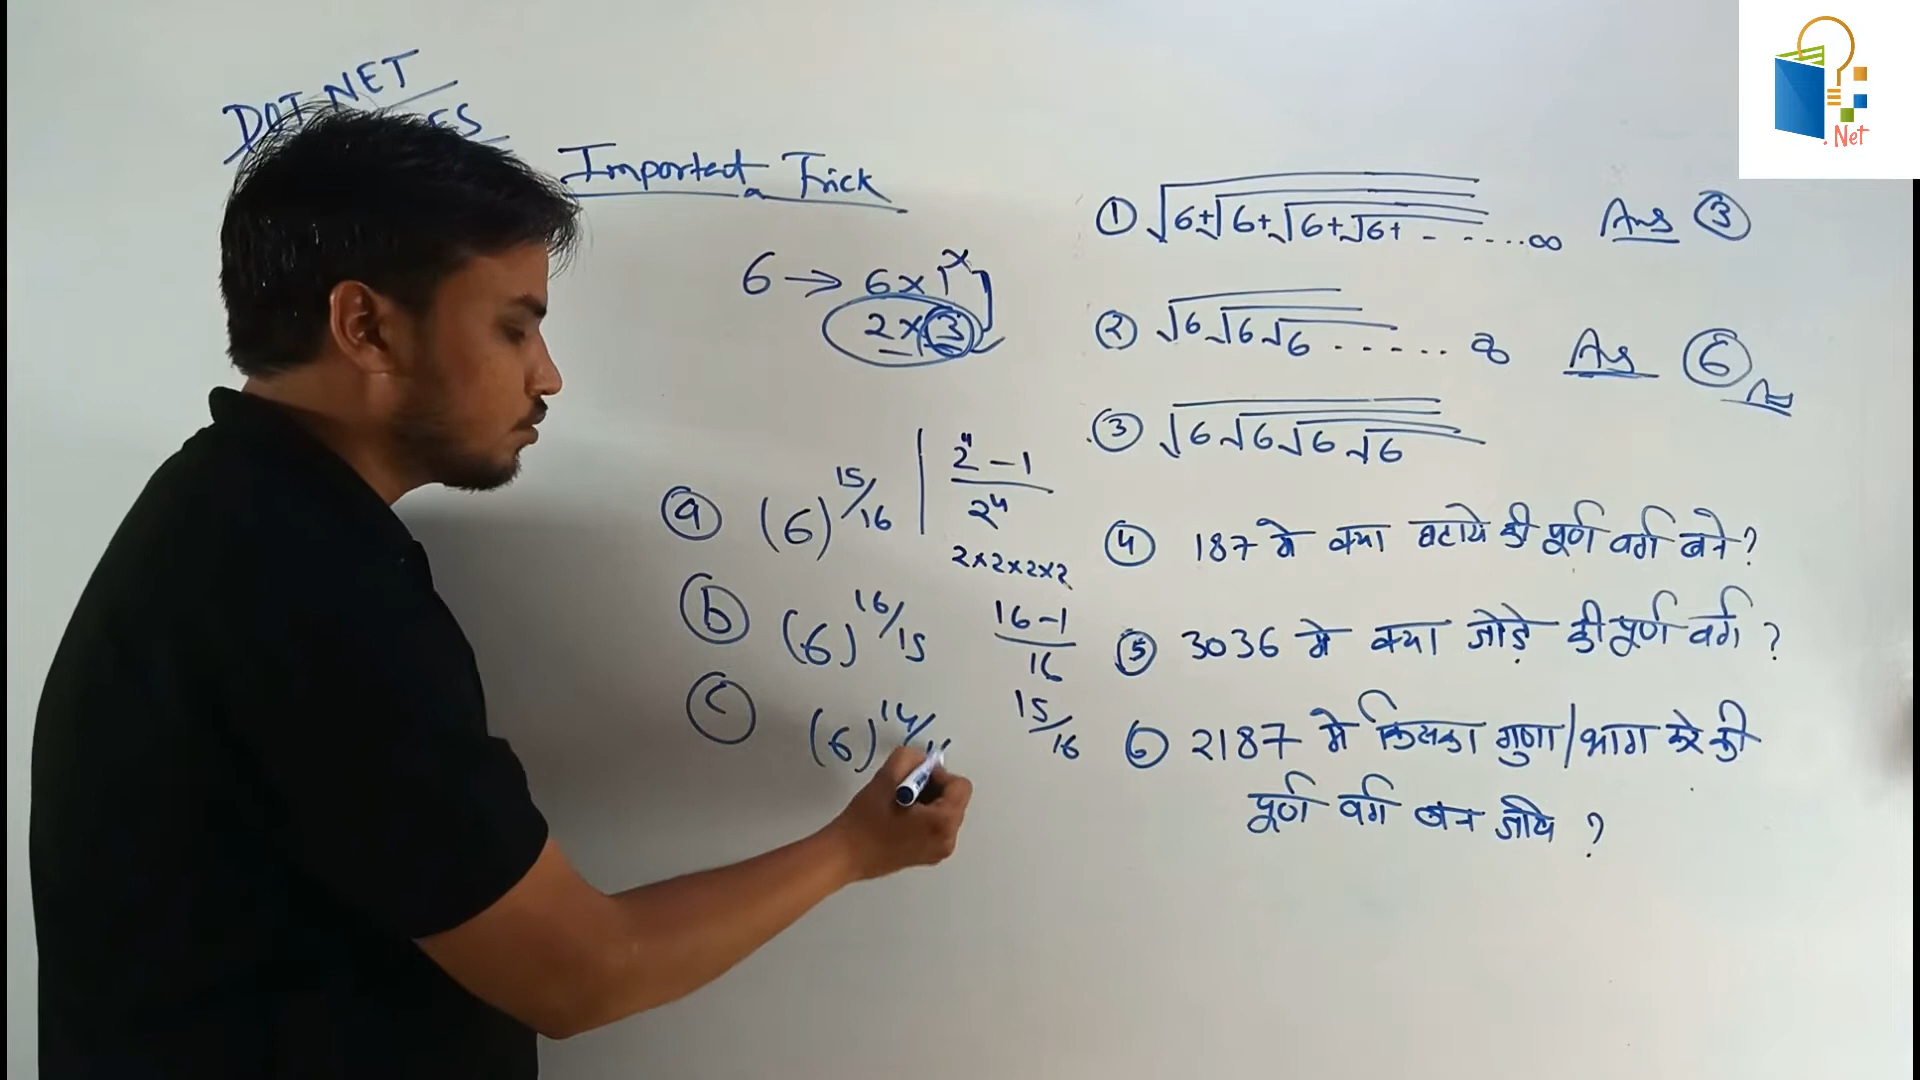 DOT NET
Imported Trick
6 → 6×1 x
2×3
① √6+√6+√6+√6+ - - ....∞ Ans ③
② √6√6√6 ...... ∞ Ans ⑥
③ √6√6√6√6
ⓐ (6)^15/16 | 2^4 - 1 / 2^4
2×2×2×2
ⓑ (6)^16/15 16-1 / 16
ⓒ (6)^14/ 15/16
④ 187 मे क्या घटाये की पूर्ण वर्ग बने?
⑤ 3036 मे क्या जोड़े की पूर्ण वर्ग ?
⑥ 2187 मे किसका गुणा/भाग करे की
पूर्ण वर्ग बन जाये ?
.Net